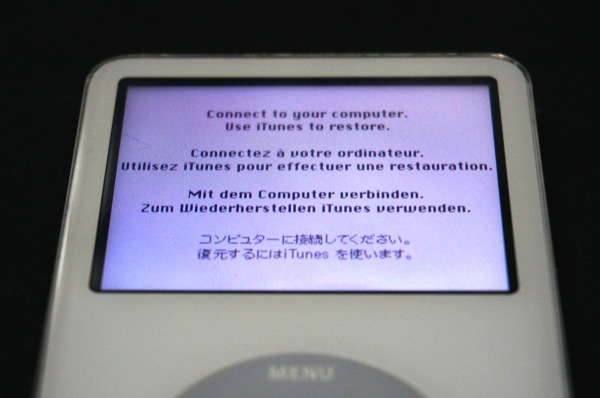 Connect to your computer.
Use iTunes to restore.
Connectez à votre ordinateur.
Utilisez iTunes pour effectuer une restauration.
Mit dem Computer verbinden.
Zum Wiederherstellen iTunes verwenden.
コンピュターに接続してください。
復元するにはiTunes を使います。
MENU